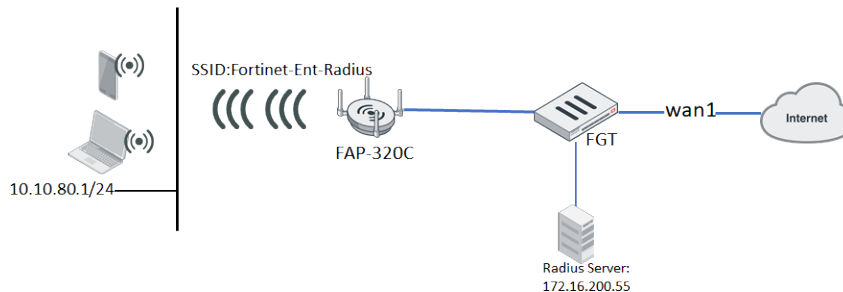 SSID:Fortinet-Ent-Radius
FAP-320C
10.10.80.1/24
wan1
FGT
Internet
Radius Server:
172.16.200.55